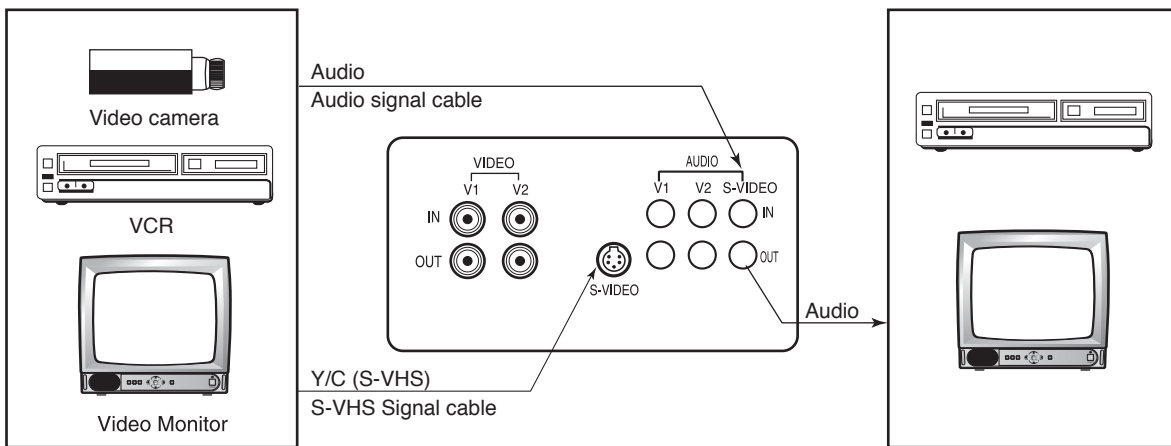 Video camera
VCR
Video Monitor
Audio
Audio signal cable
VIDEO
V1 V2
IN
OUT
AUDIO
V1 V2 S-VIDEO
IN
OUT
S-VIDEO
Y/C (S-VHS)
S-VHS Signal cable
Audio